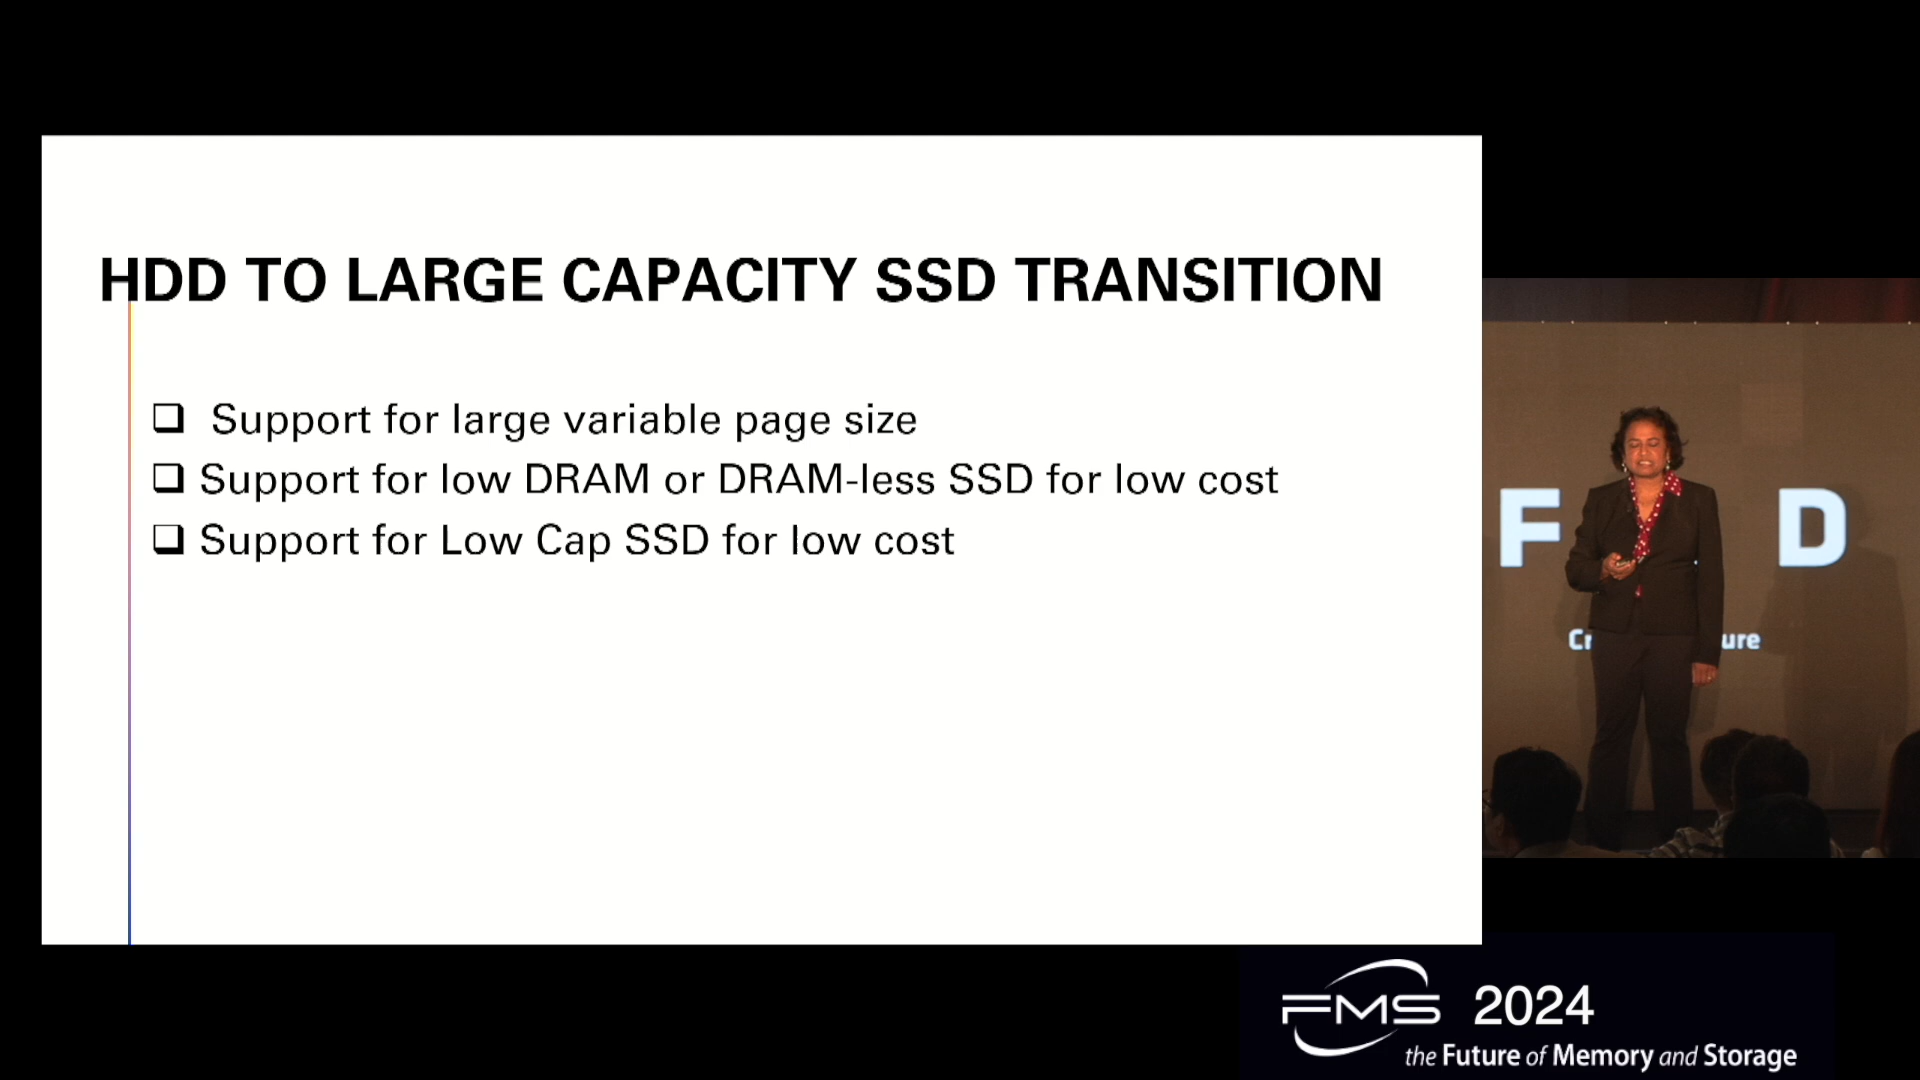 HDD TO LARGE CAPACITY SSD TRANSITION
Support for large variable page size
Support for low DRAM or DRAM-less SSD for low cost
Support for Low Cap SSD for low cost
F D
FMS 2024
the Future of Memory and Storage